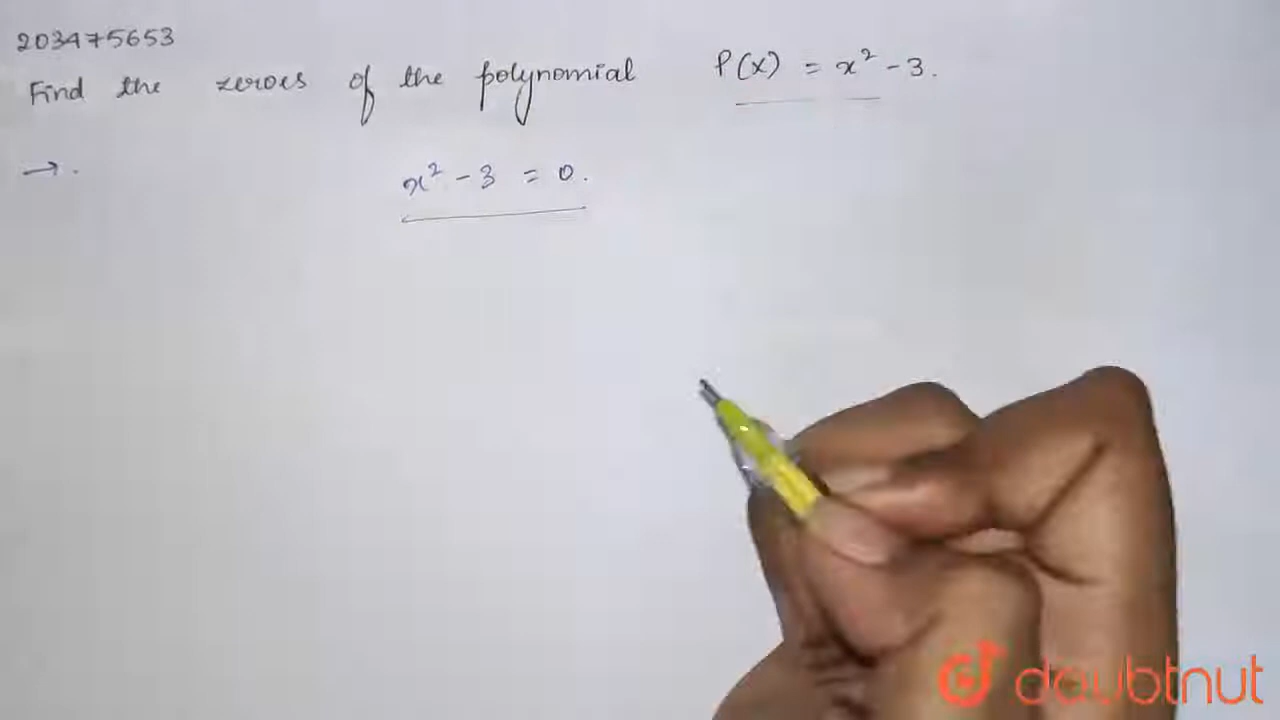 203475653
Find the zeroes of the polynomial P(x) = x² - 3.
→. x² - 3 = 0.
doubtnut